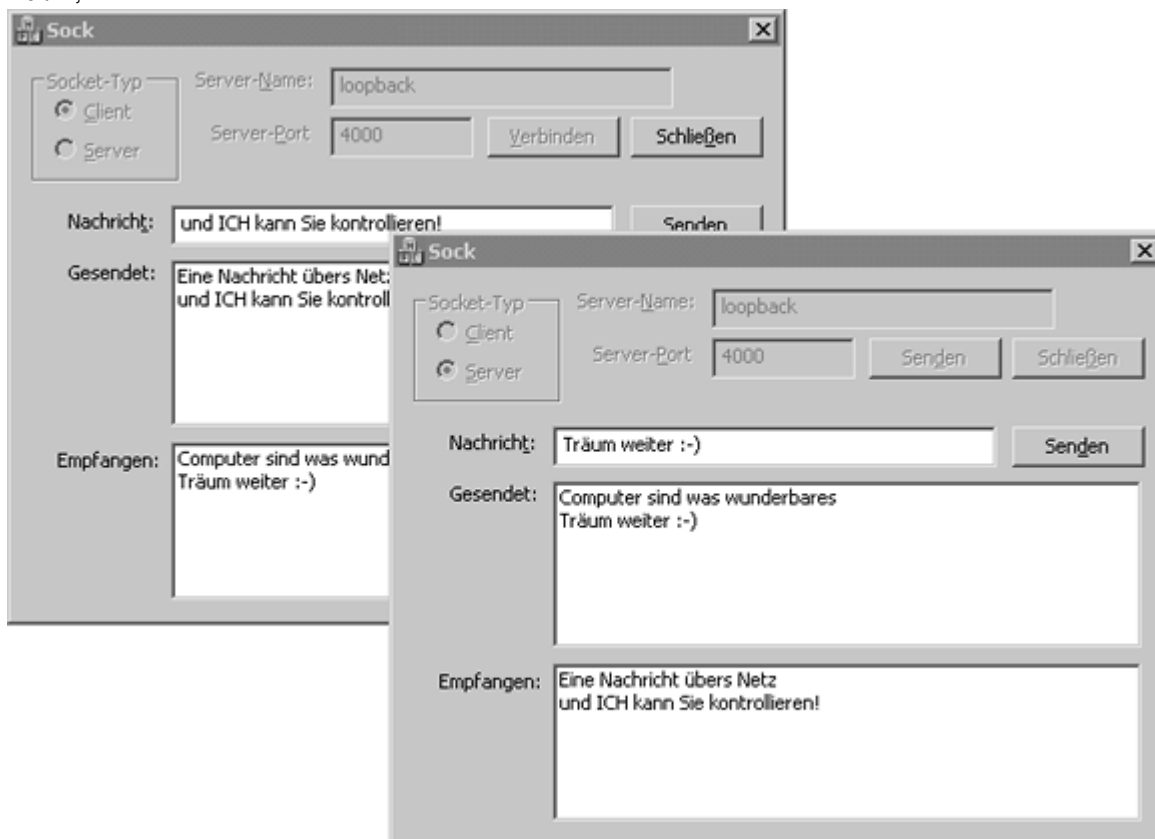 Sock
Socket-Typ
Client
Server
Server-Name: loopback
Server-Port 4000 Verbinden Schließen
Nachricht: und ICH kann Sie kontrollieren! Senden
Gesendet: Eine Nachricht übers Netz
und ICH kann Sie kontroll
Empfangen: Computer sind was wund
Träum weiter :-)
Sock
Socket-Typ
Client
Server
Server-Name: loopback
Server-Port 4000 Senden Schließen
Nachricht: Träum weiter :-) Senden
Gesendet: Computer sind was wunderbares
Träum weiter :-)
Empfangen: Eine Nachricht übers Netz
und ICH kann Sie kontrollieren!